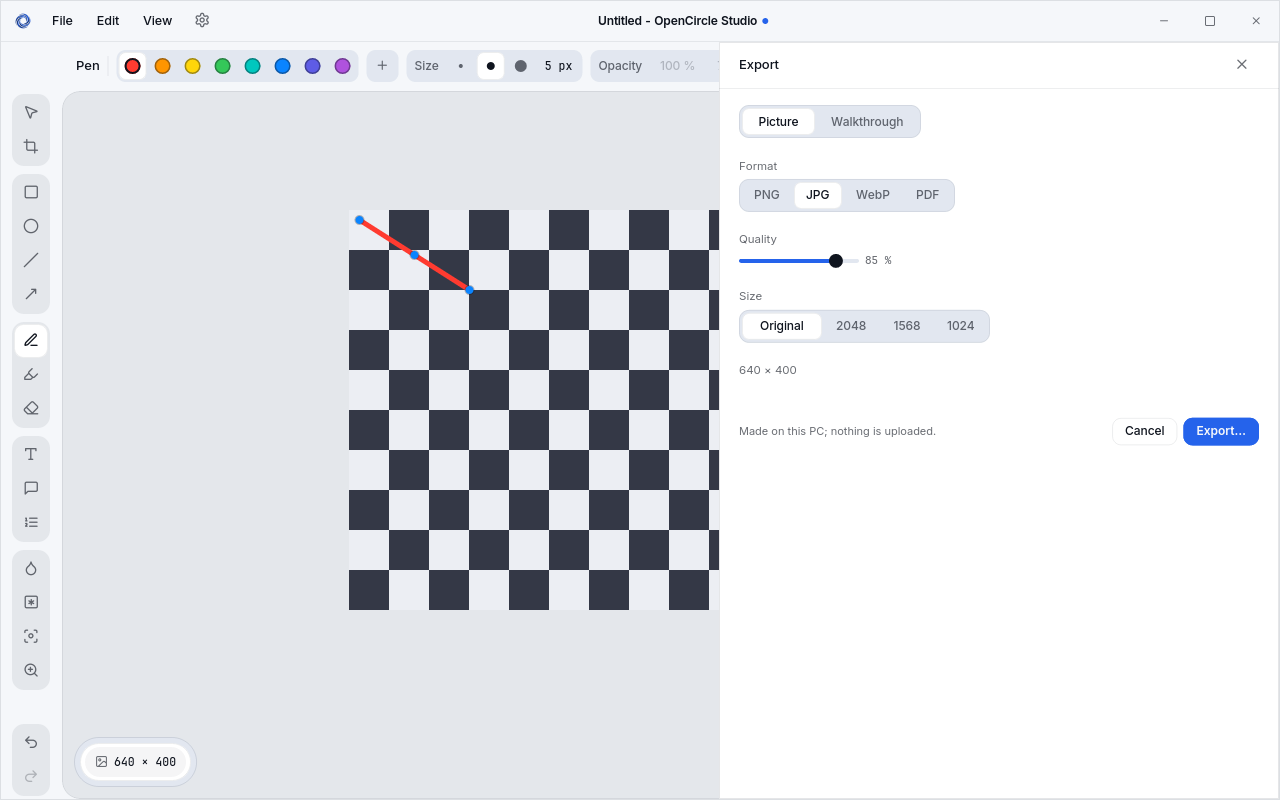 File Edit View Untitled - OpenCircle Studio
Pen Size 5 px Opacity 100 %
Export
Picture Walkthrough
Format
PNG JPG WebP PDF
Quality
85 %
Size
Original 2048 1568 1024
640 × 400
Made on this PC; nothing is uploaded. Cancel Export...
640 × 400